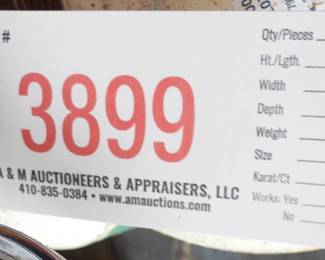 #
3899
A & M AUCTIONEERS & APPRAISERS, LLC
410-835-0384 • www.amauctions.com
Qty/Pieces
Ht./Lgth.
Width
Depth
Weight
Size
Karat/Ct
Works: Yes
No